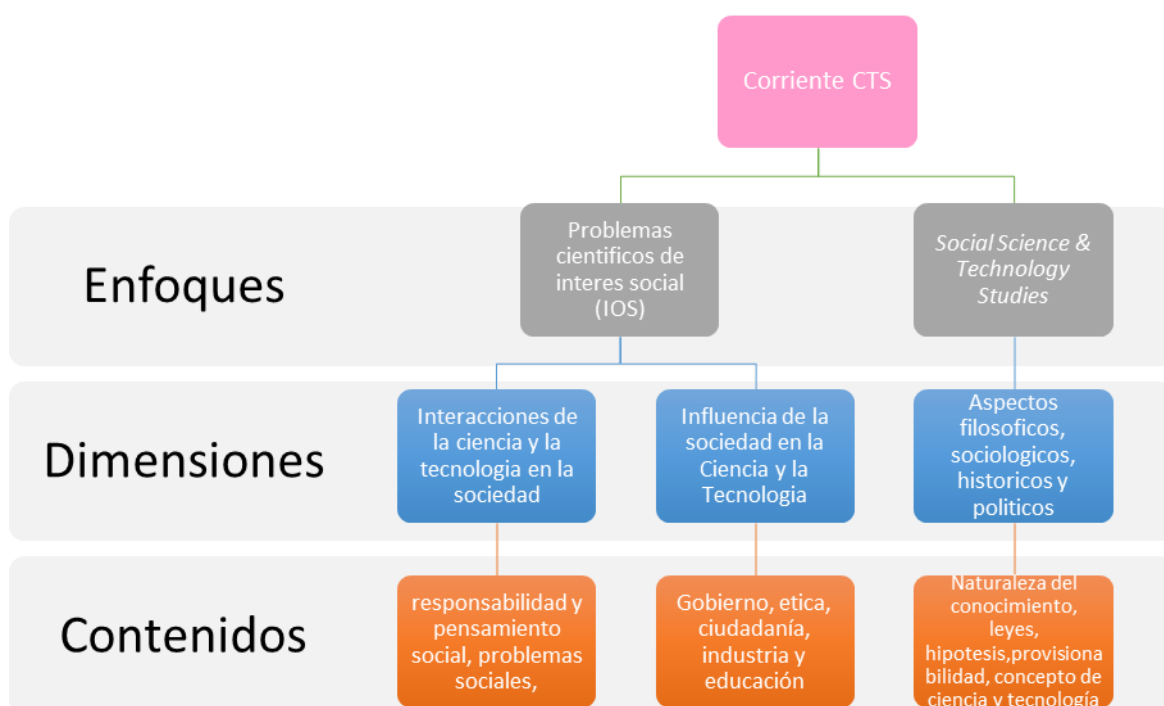 Corriente CTS
Enfoques
Problemas
cientificos de
interes social
(IOS)
Social Science &
Technology
Studies
Dimensiones
Interacciones de
la ciencia y la
tecnologia en la
sociedad
Influencia de la
sociedad en la
Ciencia y la
Tecnologia
Aspectos
filosoficos,
sociologicos,
historicos y
politicos
Contenidos
responsabilidad y
pensamiento
social, problemas
sociales,
Gobierno, etica,
ciudadanía,
industria y
educación
Naturaleza del
conocimiento,
leyes,
hipotesis,provisiona
bilidad, concepto de
ciencia y tecnología